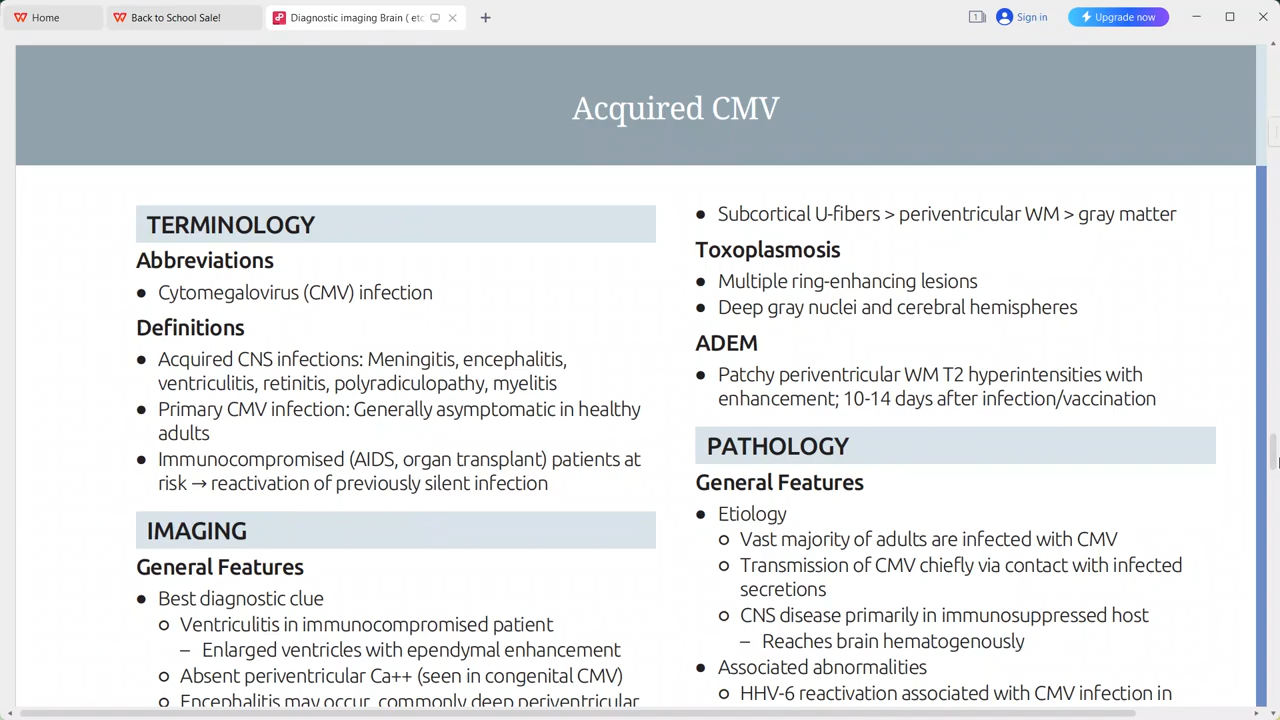 Home
Back to School Sale!
Diagnostic imaging Brain ( etc
1
Sign in
Upgrade now
Acquired CMV
TERMINOLOGY
Abbreviations
● Cytomegalovirus (CMV) infection
Definitions
● Acquired CNS infections: Meningitis, encephalitis,
ventriculitis, retinitis, polyradiculopathy, myelitis
● Primary CMV infection: Generally asymptomatic in healthy
adults
● Immunocompromised (AIDS, organ transplant) patients at
risk → reactivation of previously silent infection
IMAGING
General Features
● Best diagnostic clue
○ Ventriculitis in immunocompromised patient
– Enlarged ventricles with ependymal enhancement
○ Absent periventricular Ca++ (seen in congenital CMV)
○ Encephalitis may occur, commonly deep periventricular
● Subcortical U-fibers > periventricular WM > gray matter
Toxoplasmosis
● Multiple ring-enhancing lesions
● Deep gray nuclei and cerebral hemispheres
ADEM
● Patchy periventricular WM T2 hyperintensities with
enhancement; 10-14 days after infection/vaccination
PATHOLOGY
General Features
● Etiology
○ Vast majority of adults are infected with CMV
○ Transmission of CMV chiefly via contact with infected
secretions
○ CNS disease primarily in immunosuppressed host
– Reaches brain hematogenously
● Associated abnormalities
○ HHV-6 reactivation associated with CMV infection in